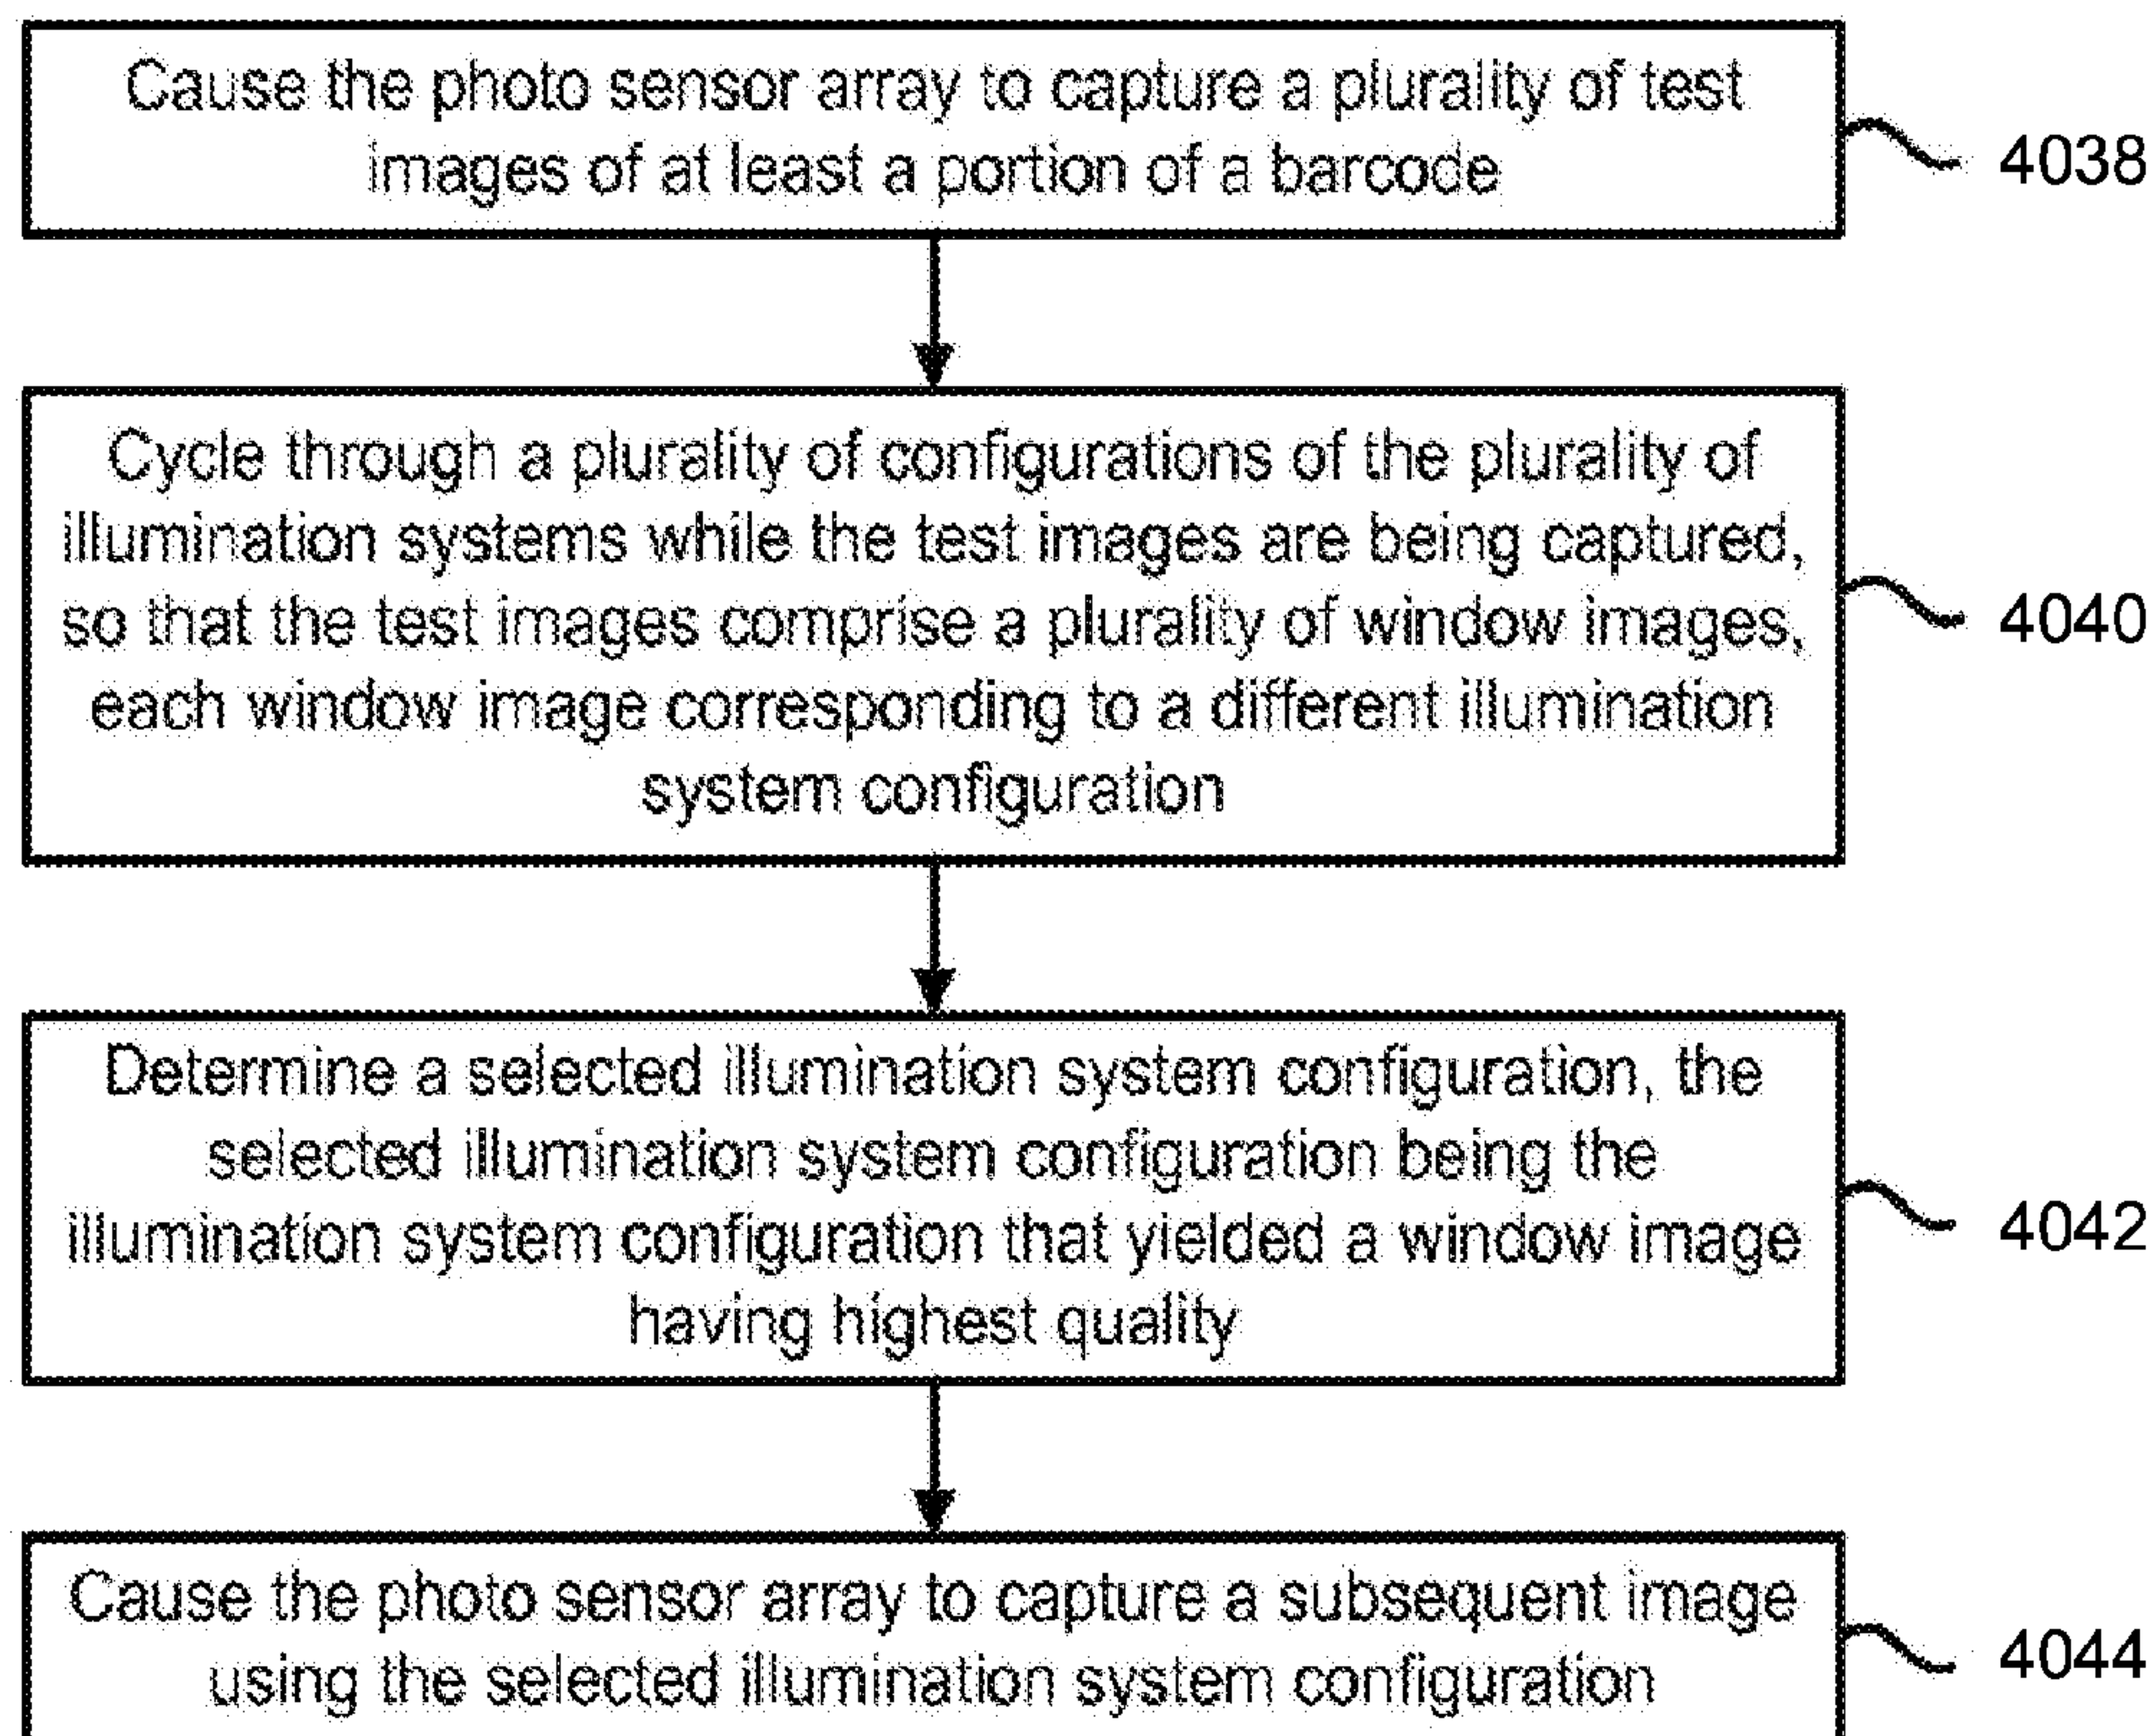 Cause the photo sensor array to capture a plurality of test
images of at least a portion of a barcode
4038
Cycle through a plurality of configurations of the plurality of
illumination systems while the test images are being captured,
so that the test images comprise a plurality of window images,
each window image corresponding to a different illumination
system configuration
4040
Determine a selected illumination system configuration, the
selected illumination system configuration being the
illumination system configuration that yielded a window image
having highest quality
4042
Cause the photo sensor array to capture a subsequent image
using the selected illumination system configuration
4044